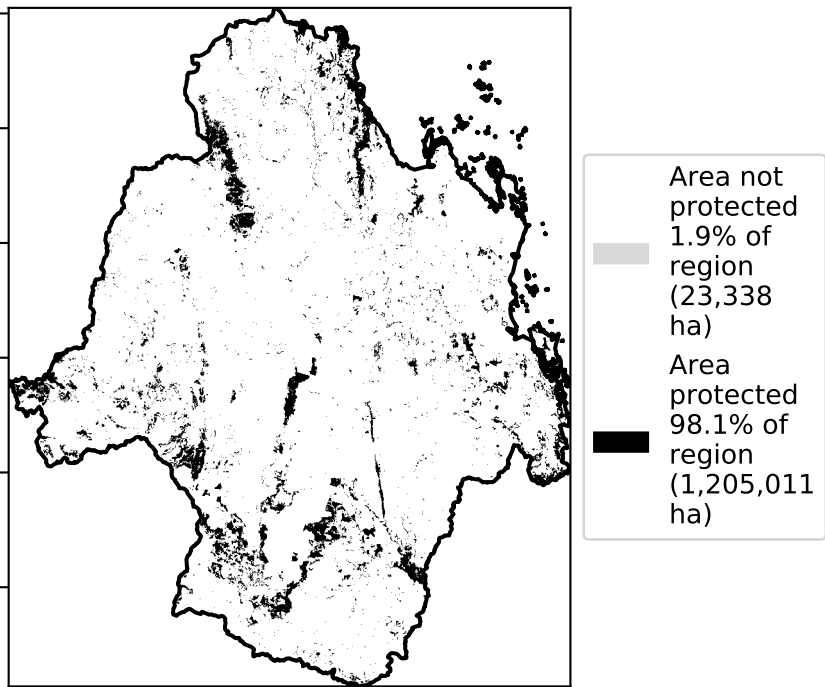 Area not
protected
1.9% of
region
(23,338
ha)
Area
protected
98.1% of
region
(1,205,011
ha)